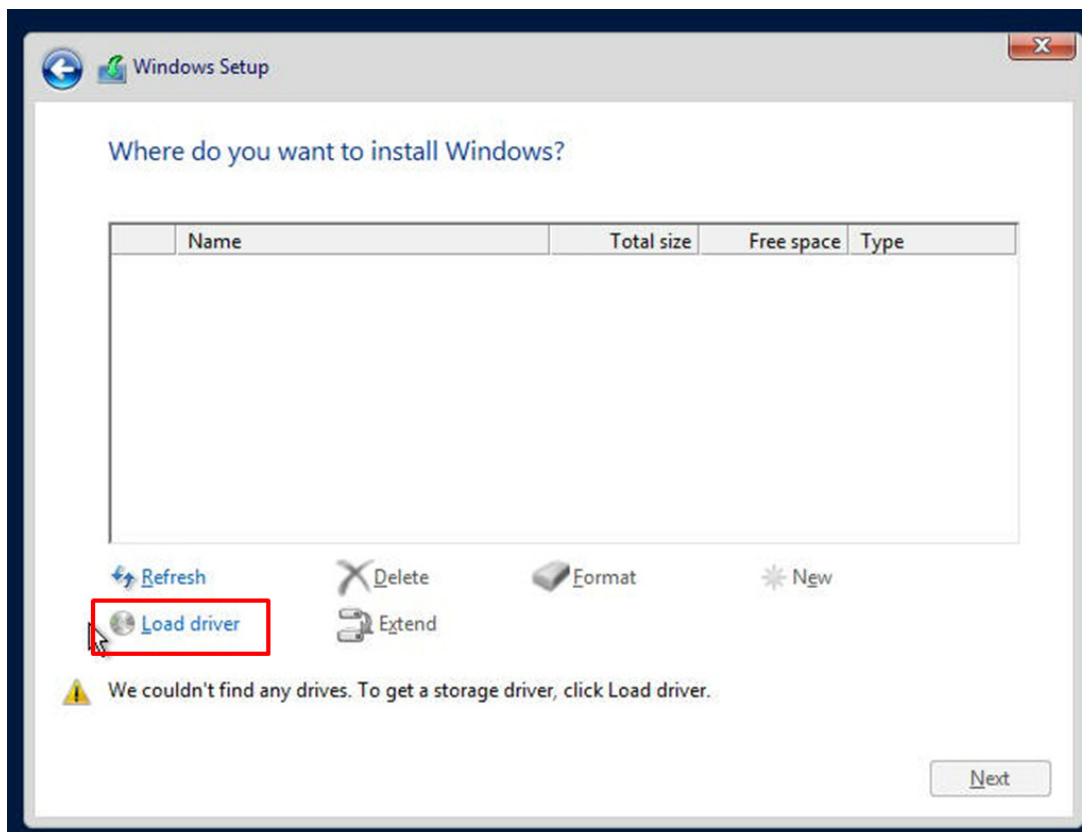 Windows Setup
Where do you want to install Windows?
Name Total size Free space Type
Refresh Delete Format New
Load driver Extend
We couldn't find any drives. To get a storage driver, click Load driver.
Next